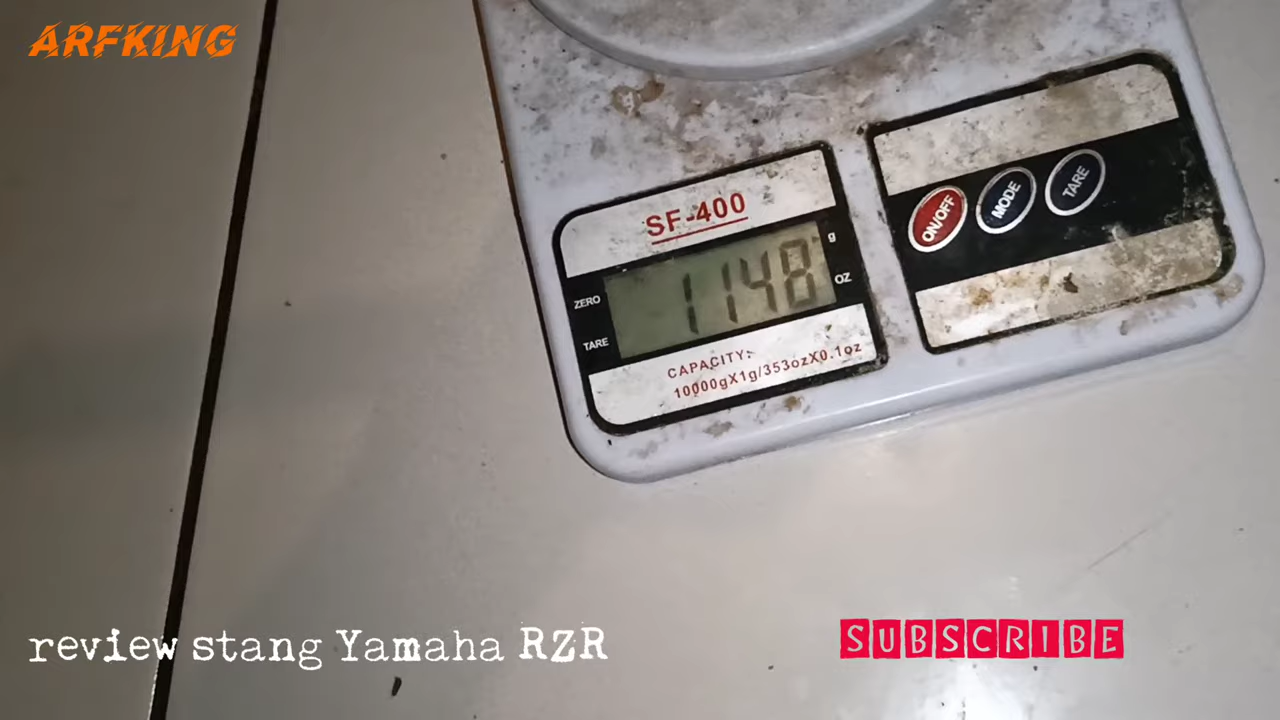 ARFKING
SF-400
ZERO
TARE
1148
g
OZ
CAPACITY:
10000gX1g/353ozX0.1oz
ON/OFF
MODE
TARE
review stang Yamaha RZR
SUBSCRIBE